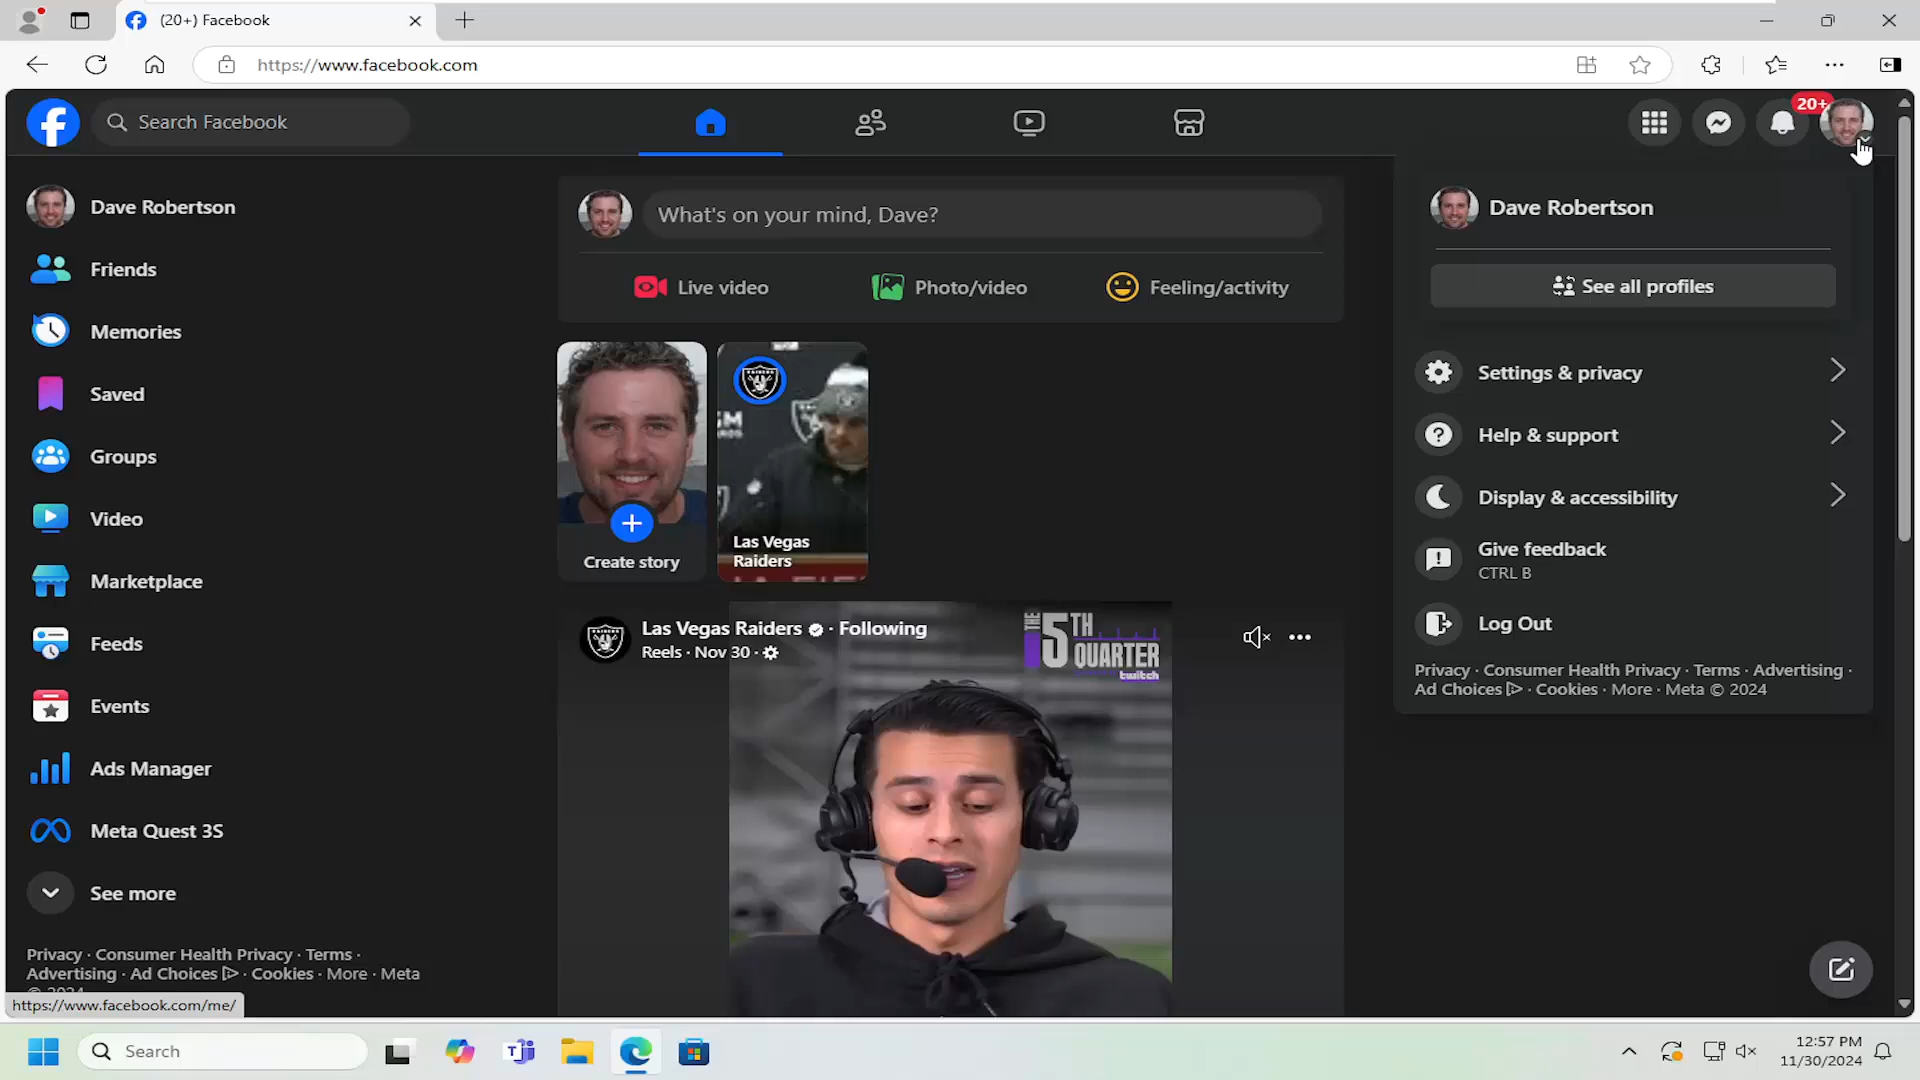 (20+) Facebook
https://www.facebook.com
Search Facebook
20+
Dave Robertson
Friends
Memories
Saved
Groups
Video
Marketplace
Feeds
Events
Ads Manager
Meta Quest 3S
See more
Privacy · Consumer Health Privacy · Terms ·
Advertising · Ad Choices · Cookies · More · Meta
© 2024
https://www.facebook.com/me/
What's on your mind, Dave?
Live video
Photo/video
Feeling/activity
Create story
Las Vegas
Raiders
Las Vegas Raiders · Following
Reels · Nov 30 ·
THE 5TH
QUARTER
twitch
Dave Robertson
See all profiles
Settings & privacy
Help & support
Display & accessibility
Give feedback
CTRL B
Log Out
Privacy · Consumer Health Privacy · Terms · Advertising ·
Ad Choices · Cookies · More · Meta © 2024
Search
12:57 PM
11/30/2024